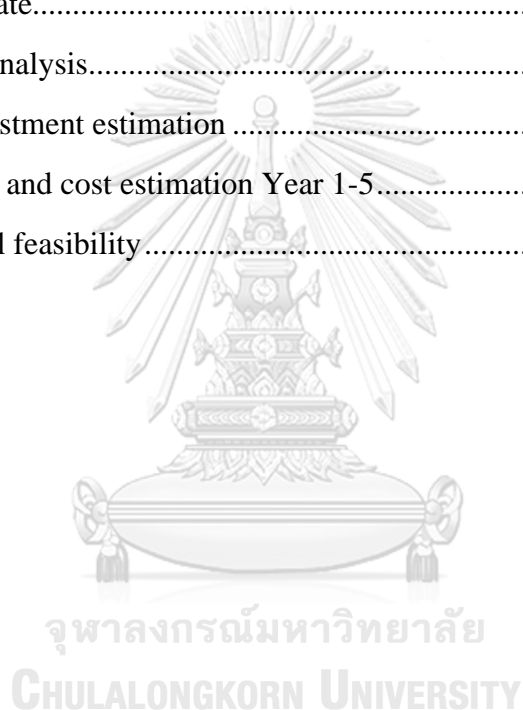 ate
nalysis
stment estimation
and cost estimation Year 1-5
l feasibility
จุฬาลงกรณ์มหาวิทยาลัย
CHULALONGKORN UNIVERSITY